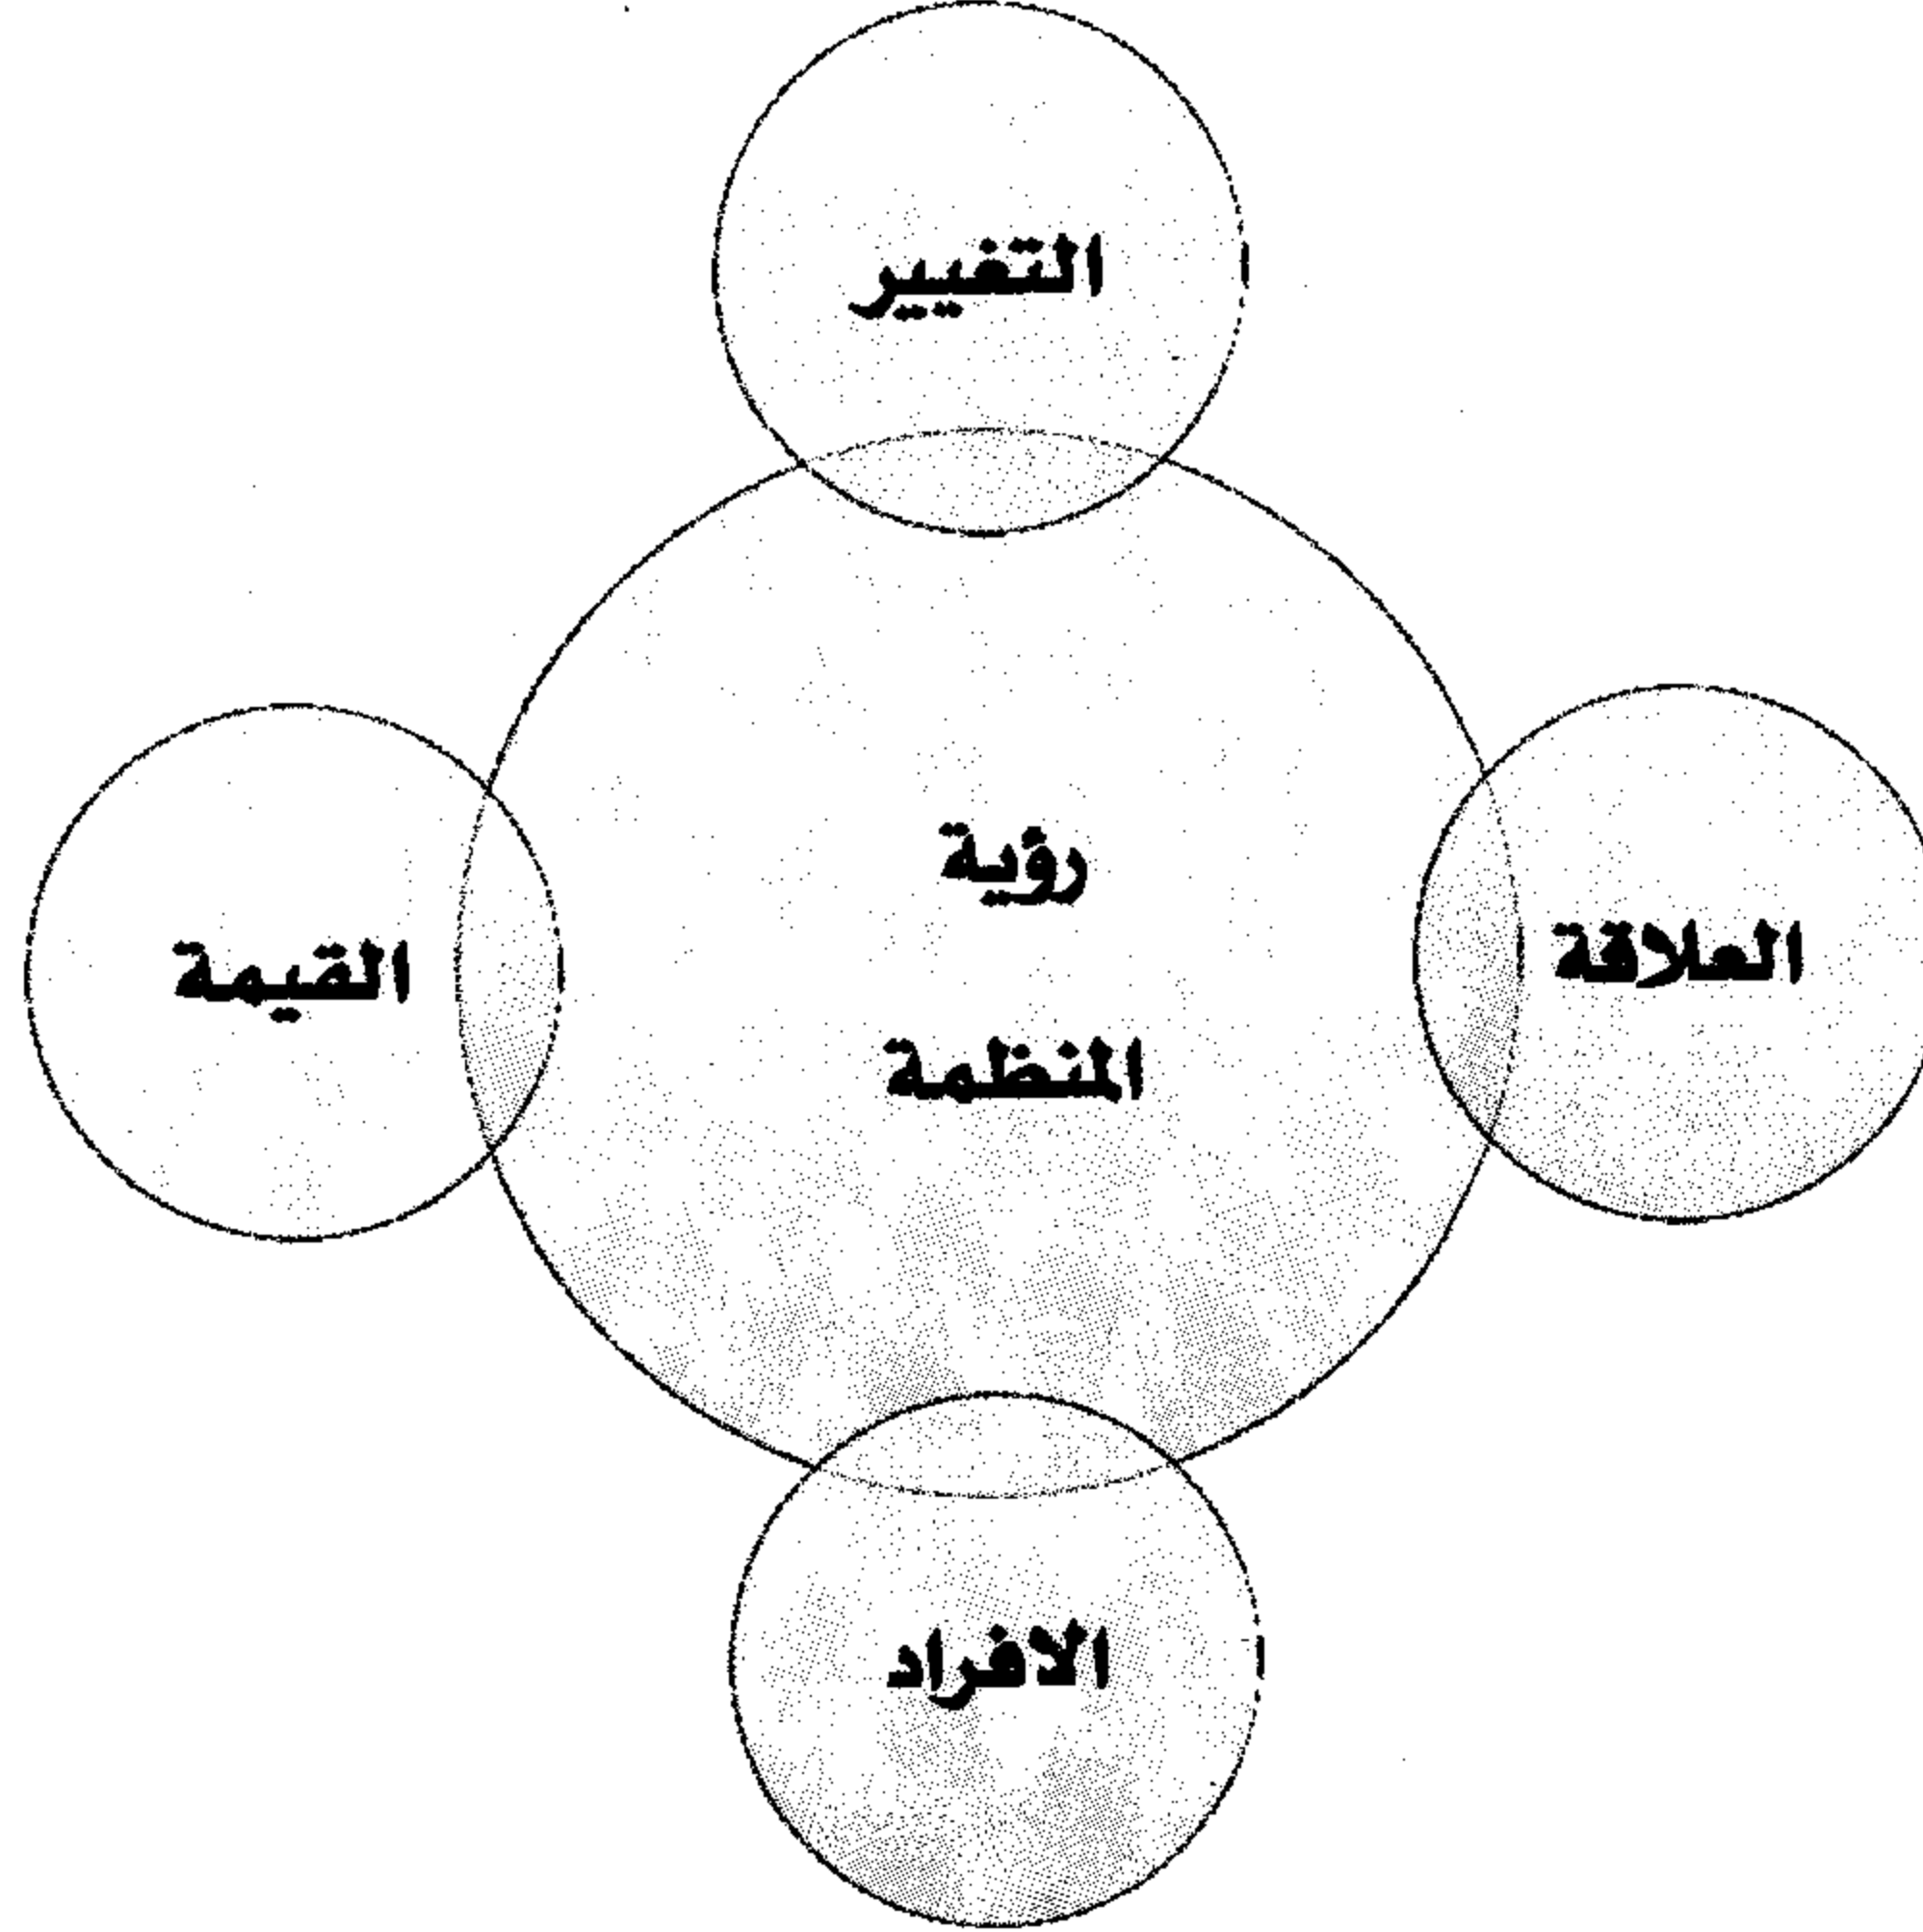 التغيير
رؤية
المنظمة
العلاقة
القيمة
الافراد